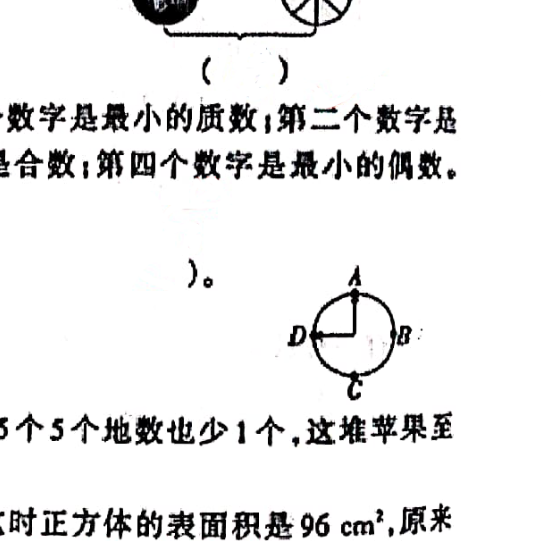 (    )
数字是最小的质数;第二个数字是
是合数;第四个数字是最小的偶数。
)。
A
D B
C
5个5个地数也少1个,这堆苹果至
时正方体的表面积是96 cm²,原来